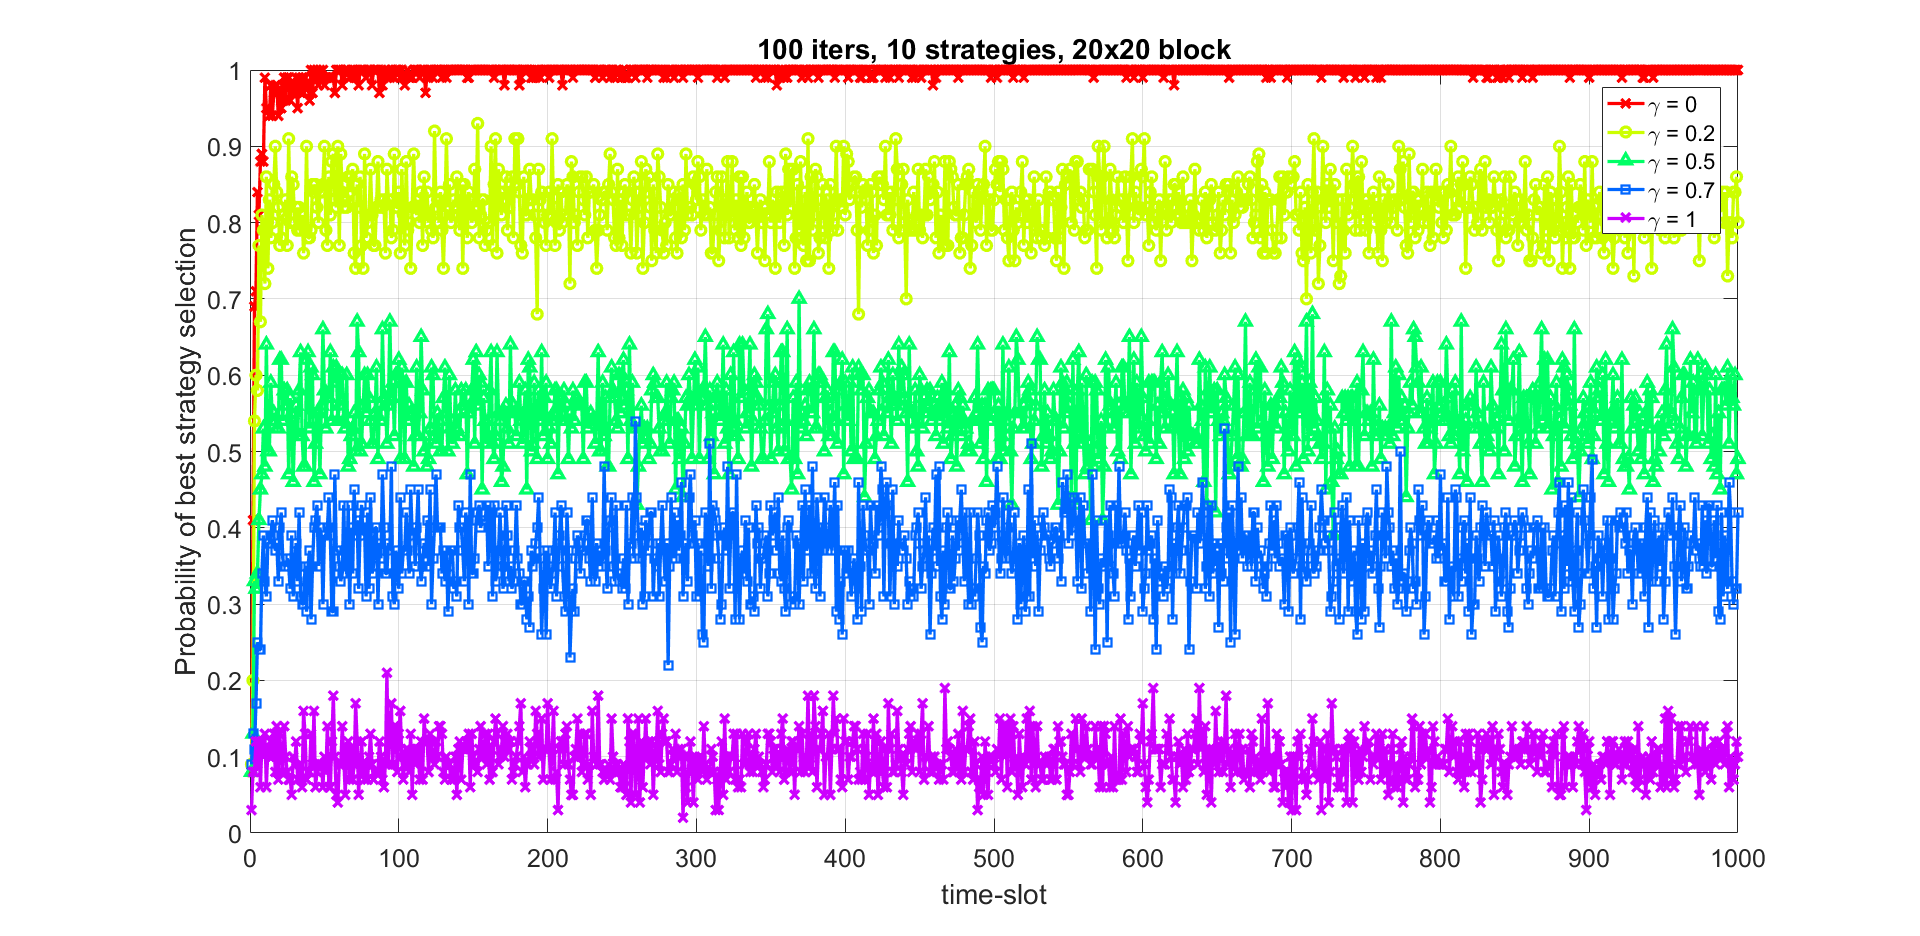 100 iters, 10 strategies, 20x20 block
Probability of best strategy selection
1
0.9
0.8
0.7
0.6
0.5
0.4
0.3
0.2
0.1
0
γ = 0
γ = 0.2
γ = 0.5
γ = 0.7
γ = 1
0 100 200 300 400 500 600 700 800 900 1000
time-slot